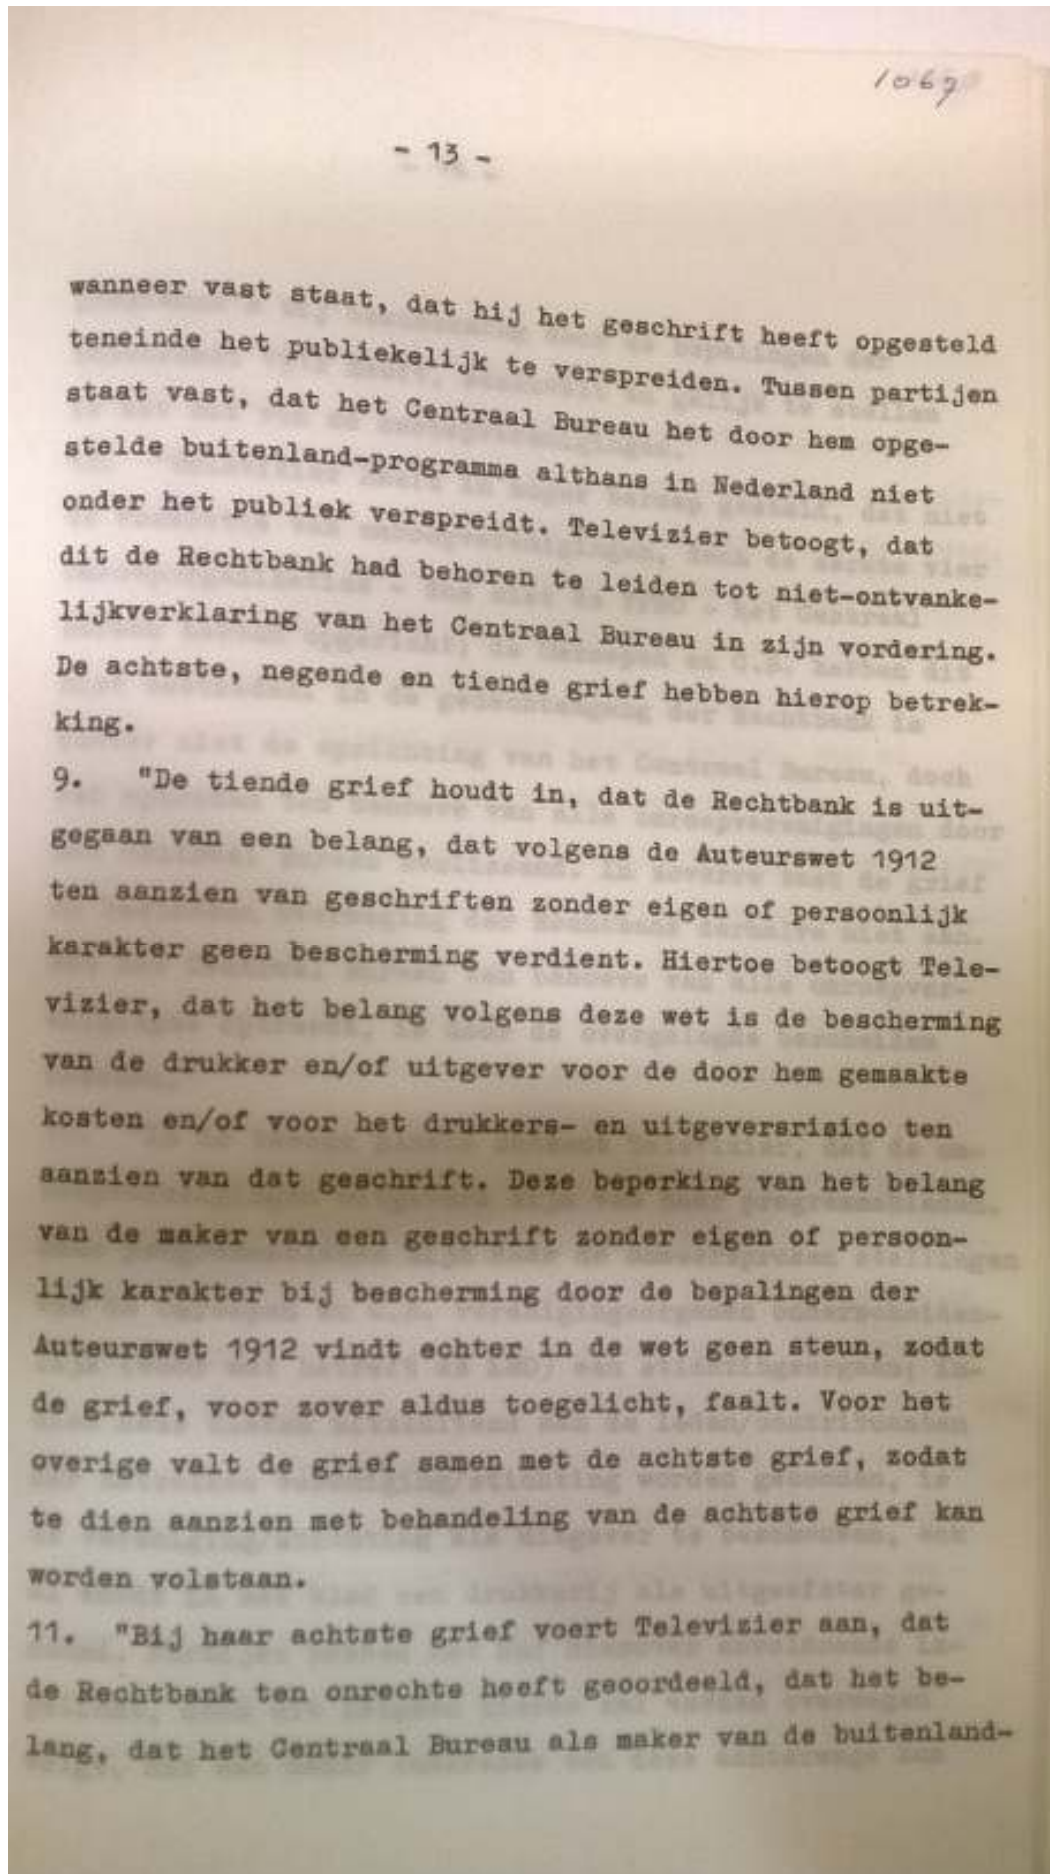 1067
- 13 -
wanneer vast staat, dat hij het geschrift heeft opgesteld
teneinde het publiekelijk te verspreiden. Tussen partijen
staat vast, dat het Centraal Bureau het door hem opge-
stelde buitenland-programma althans in Nederland niet
onder het publiek verspreidt. Televizier betoogt, dat
dit de Rechtbank had behoren te leiden tot niet-ontvanke-
lijkverklaring van het Centraal Bureau in zijn vordering.
De achtste, negende en tiende grief hebben hierop betrek-
king.
9. "De tiende grief houdt in, dat de Rechtbank is uit-
gegaan van een belang, dat volgens de Auteurswet 1912
ten aanzien van geschriften zonder eigen of persoonlijk
karakter geen bescherming verdient. Hiertoe betoogt Tele-
vizier, dat het belang volgens deze wet is de bescherming
van de drukker en/of uitgever voor de door hem gemaakte
kosten en/of voor het drukkers- en uitgeversrisico ten
aanzien van dat geschrift. Deze beperking van het belang
van de maker van een geschrift zonder eigen of persoon-
lijk karakter bij bescherming door de bepalingen der
Auteurswet 1912 vindt echter in de wet geen steun, zodat
de grief, voor zover aldus toegelicht, faalt. Voor het
overige valt de grief samen met de achtste grief, zodat
te dien aanzien met behandeling van de achtste grief kan
worden volstaan.
11. "Bij haar achtste grief voert Televizier aan, dat
de Rechtbank ten onrechte heeft geoordeeld, dat het be-
lang, dat het Centraal Bureau als maker van de buitenland-